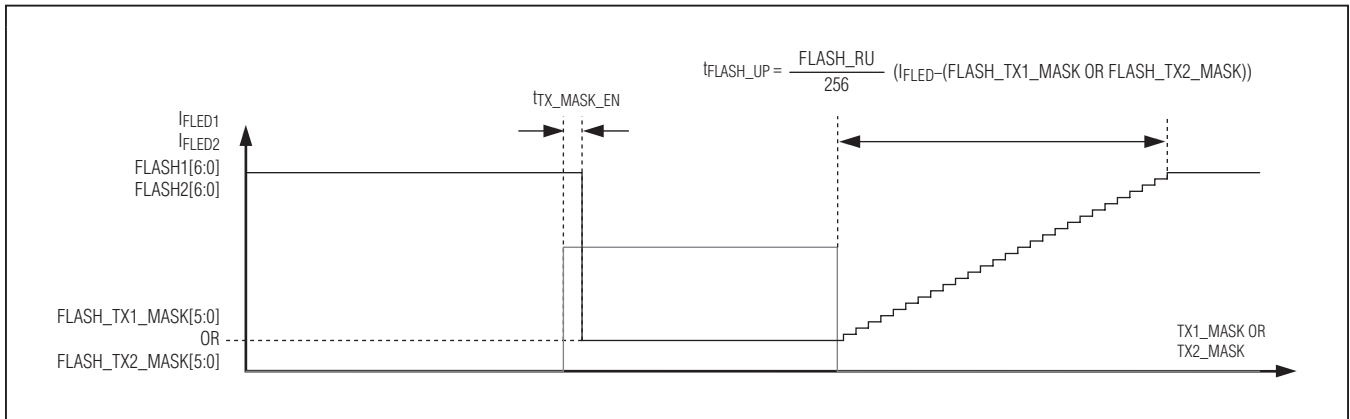 tFLASH_UP = FLASH_RU
256
(IFLED–(FLASH_TX1_MASK OR FLASH_TX2_MASK))
tTX_MASK_EN
IFLED1
IFLED2
FLASH1[6:0]
FLASH2[6:0]
FLASH_TX1_MASK[5:0]
OR
FLASH_TX2_MASK[5:0]
TX1_MASK OR
TX2_MASK